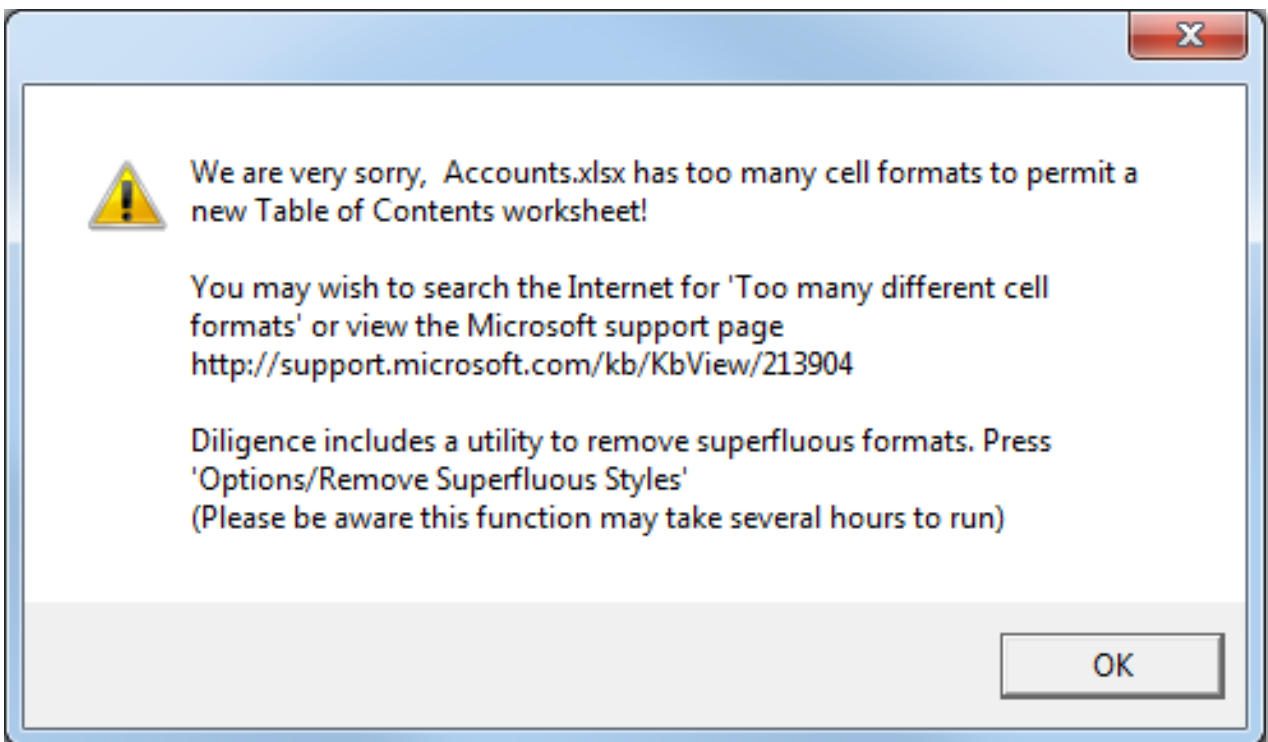 We are very sorry,  Accounts.xlsx has too many cell formats to permit a
new Table of Contents worksheet!
You may wish to search the Internet for 'Too many different cell
formats' or view the Microsoft support page
http://support.microsoft.com/kb/KbView/213904
Diligence includes a utility to remove superfluous formats. Press
'Options/Remove Superfluous Styles'
(Please be aware this function may take several hours to run)
OK